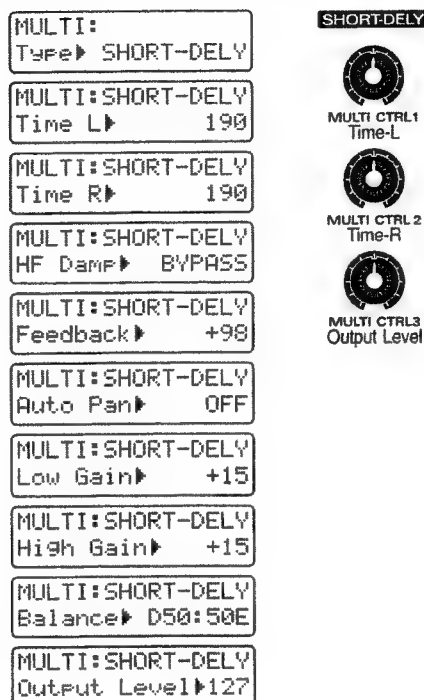 MULTI:
Type▶ SHORT-DELY
MULTI:SHORT-DELY
Time L▶ 190
MULTI:SHORT-DELY
Time R▶ 190
MULTI:SHORT-DELY
HF Damp▶ BYPASS
MULTI:SHORT-DELY
Feedback▶ +98
MULTI:SHORT-DELY
Auto Pan▶ OFF
MULTI:SHORT-DELY
Low Gain▶ +15
MULTI:SHORT-DELY
High Gain▶ +15
MULTI:SHORT-DELY
Balance▶ D50:50E
MULTI:SHORT-DELY
Output Level▶127
SHORT-DELY
MULTI CTRL1
Time-L
MULTI CTRL 2
Time-R
MULTI CTRL3
Output Level